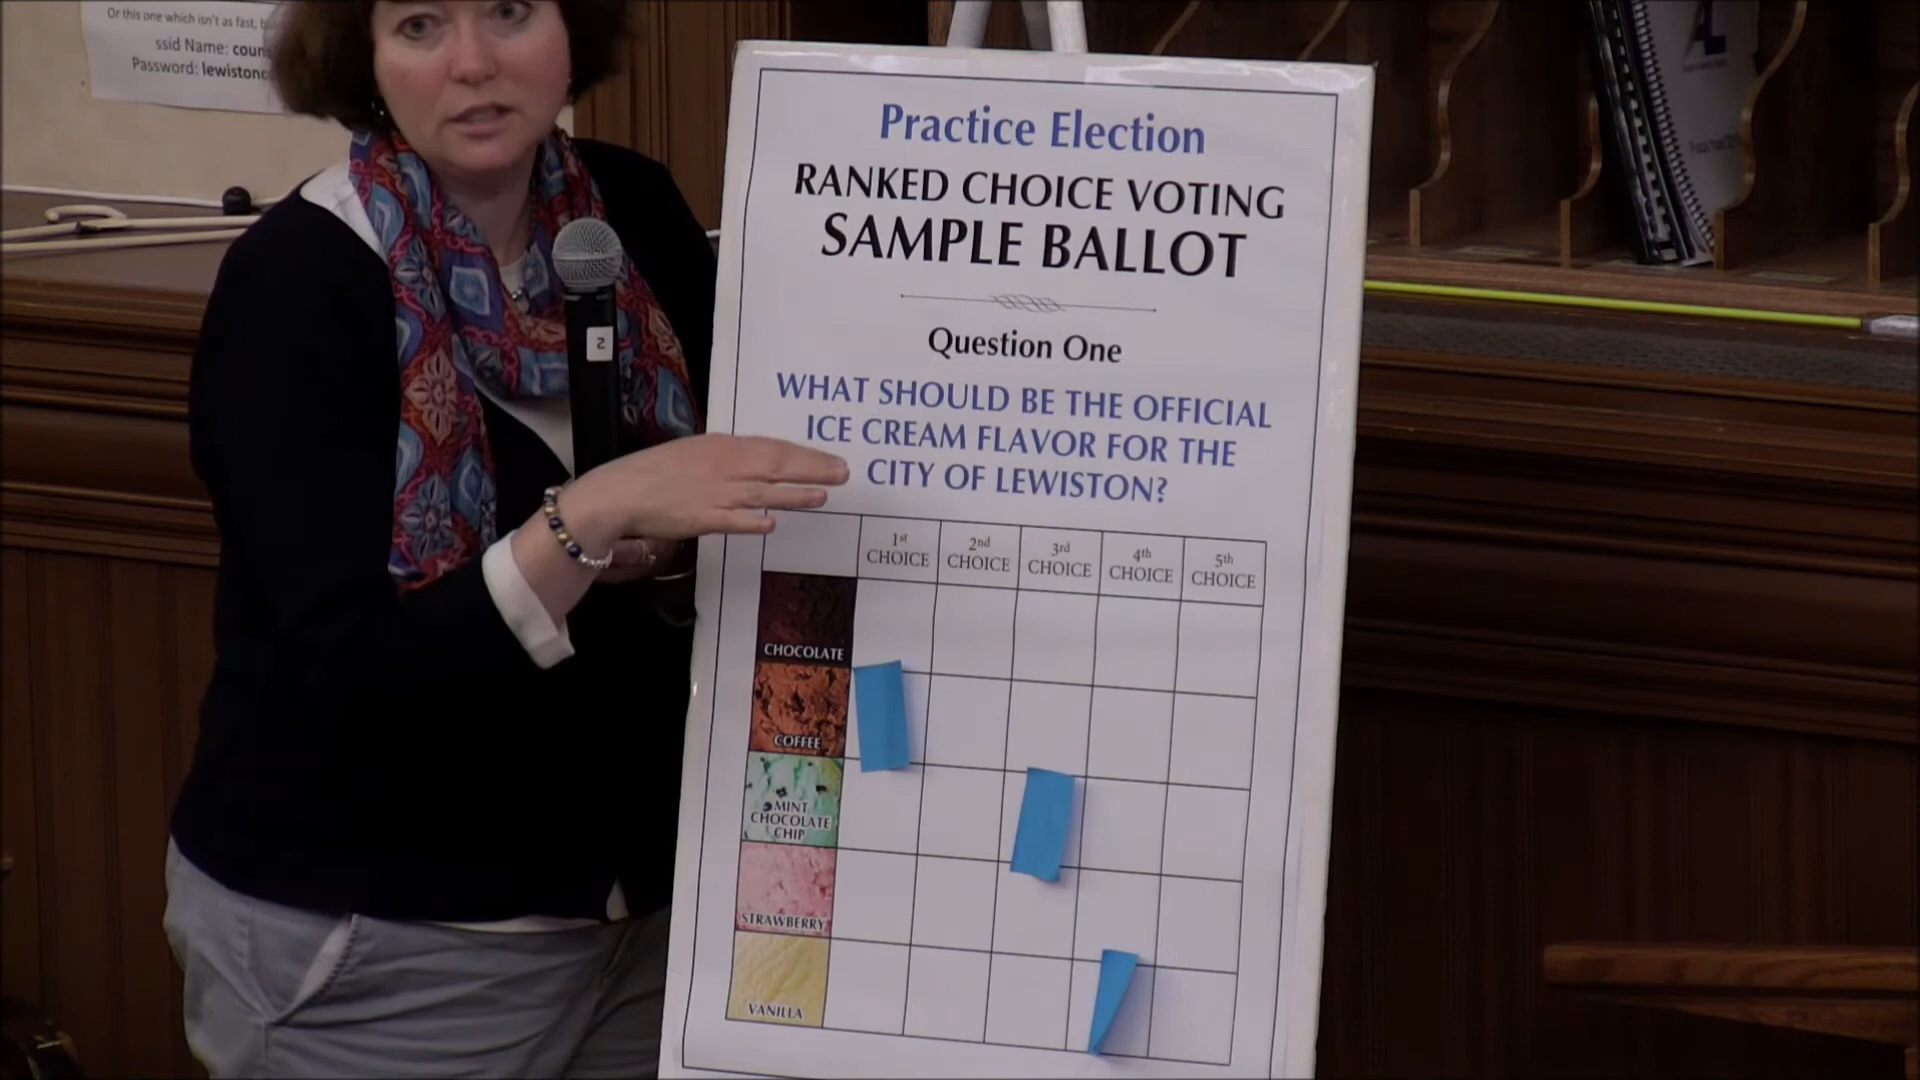 Or this one which isn't as fast,
ssid Name:
Password:
2
Practice Election
RANKED CHOICE VOTING
SAMPLE BALLOT
Question One
WHAT SHOULD BE THE OFFICIAL
ICE CREAM FLAVOR FOR THE
CITY OF LEWISTON?
1st CHOICE
2nd CHOICE
3rd CHOICE
4th CHOICE
5th CHOICE
CHOCOLATE
COFFEE
MINT
CHOCOLATE
CHIP
STRAWBERRY
VANILLA